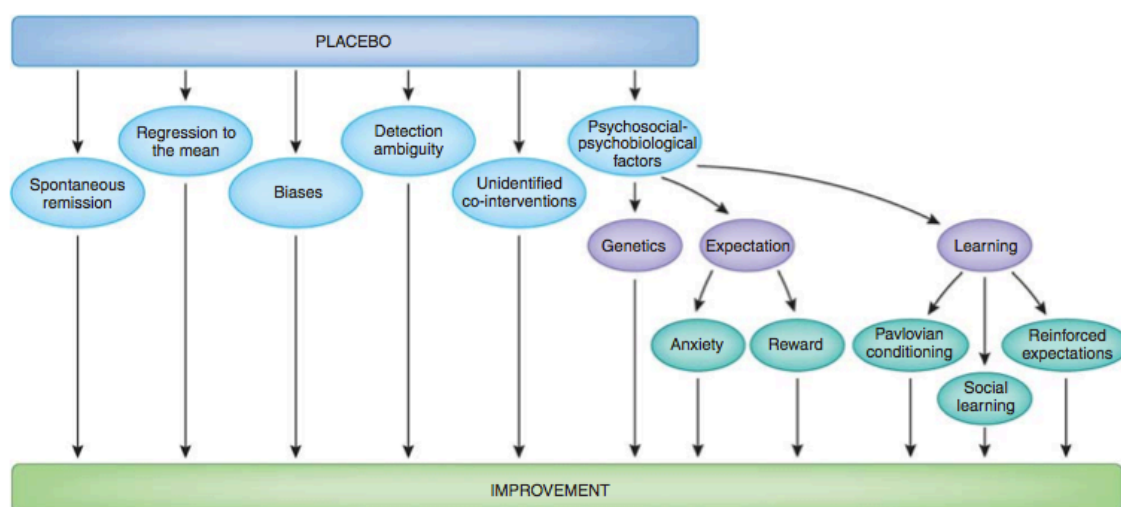 PLACEBO
Spontaneous
remission
Regression to
the mean
Biases
Detection
ambiguity
Unidentified
co-interventions
Psychosocial-
psychobiological
factors
Genetics
Expectation
Learning
Anxiety
Reward
Pavlovian
conditioning
Social
learning
Reinforced
expectations
IMPROVEMENT